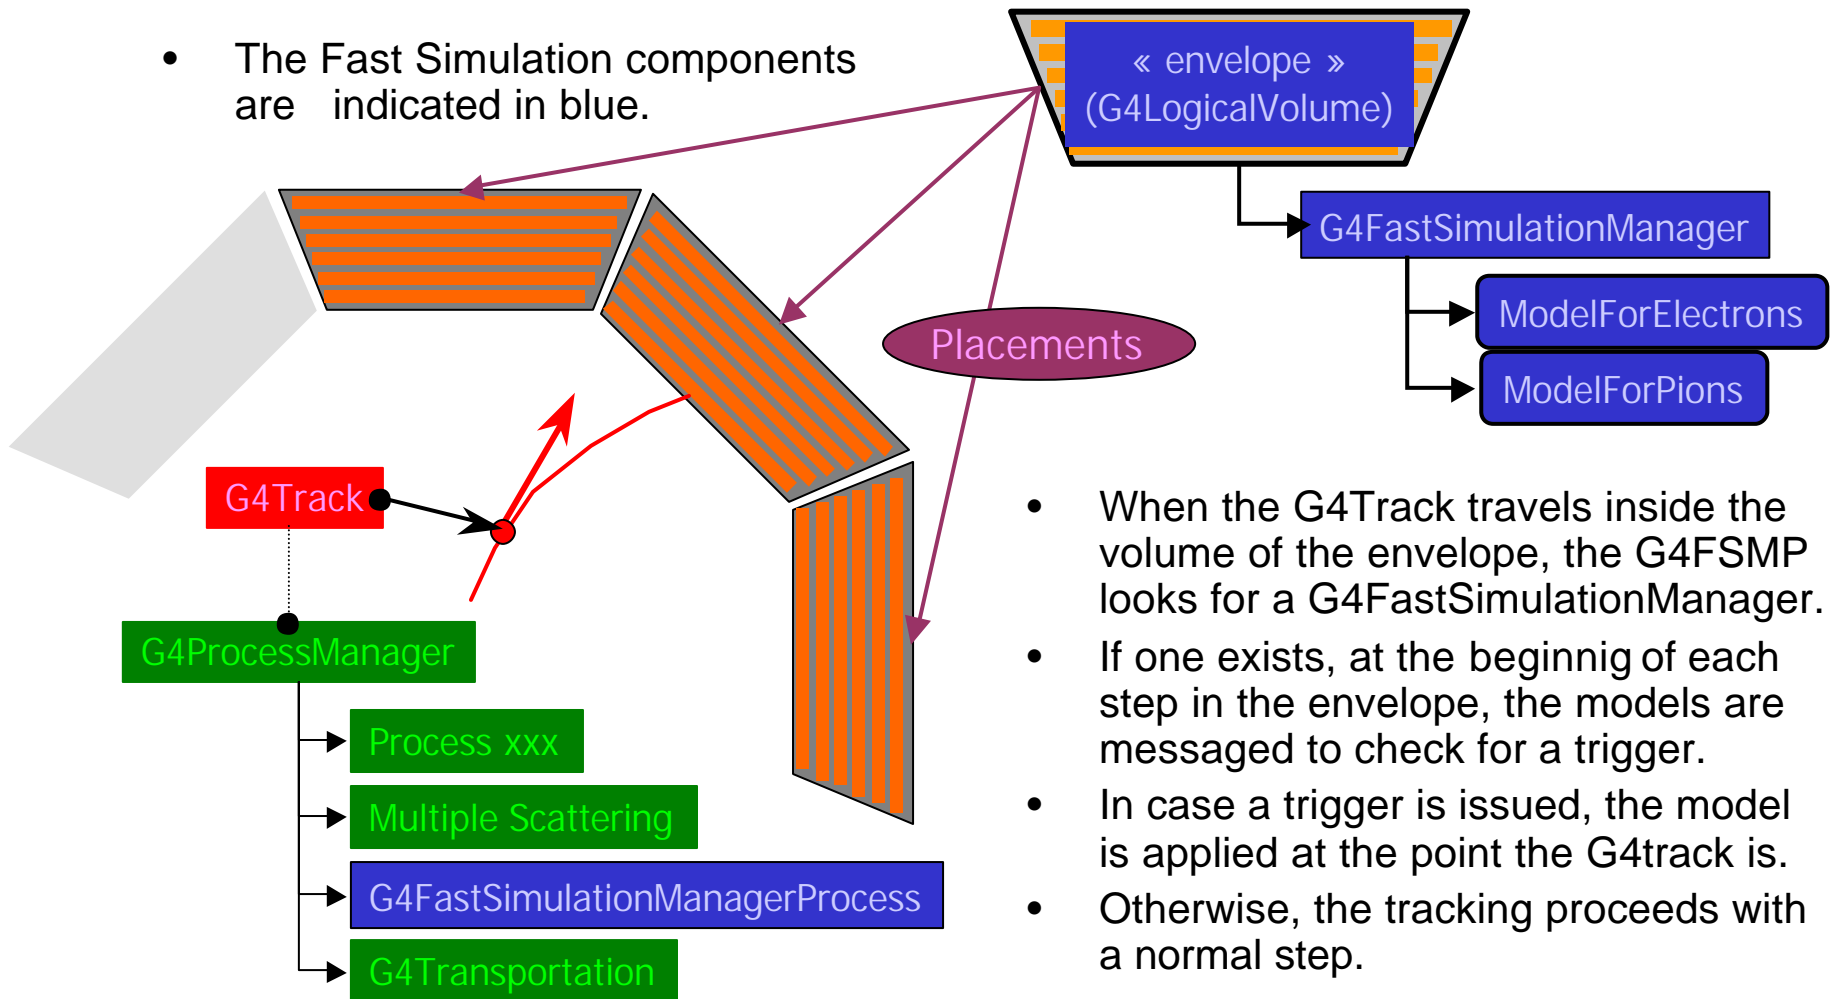 • The Fast Simulation components
are indicated in blue.
« envelope »
(G4LogicalVolume)
G4FastSimulationManager
ModelForElectrons
ModelForPions
Placements
G4Track
G4ProcessManager
Process xxx
Multiple Scattering
G4FastSimulationManagerProcess
G4Transportation
• When the G4Track travels inside the
volume of the envelope, the G4FSMP
looks for a G4FastSimulationManager.
• If one exists, at the beginnig of each
step in the envelope, the models are
messaged to check for a trigger.
• In case a trigger is issued, the model
is applied at the point the G4track is.
• Otherwise, the tracking proceeds with
a normal step.